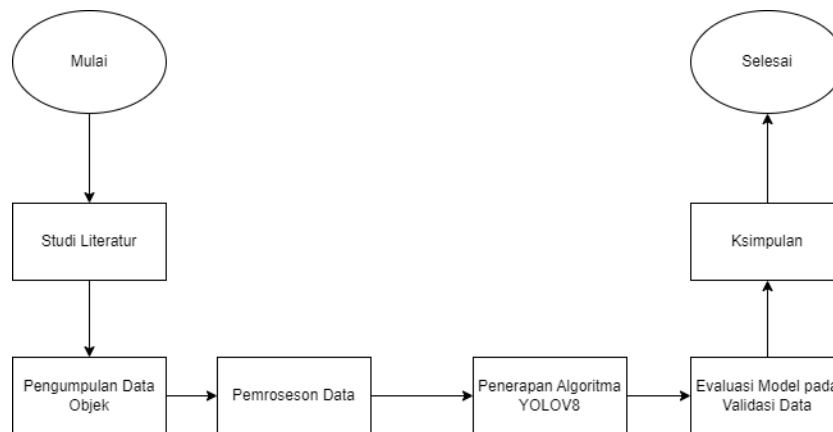 Mulai
Selesai
Studi Literatur
Ksimpulan
Pengumpulan Data
Objek
Pemroseson Data
Penerapan Algoritma
YOLOV8
Evaluasi Model pada
Validasi Data